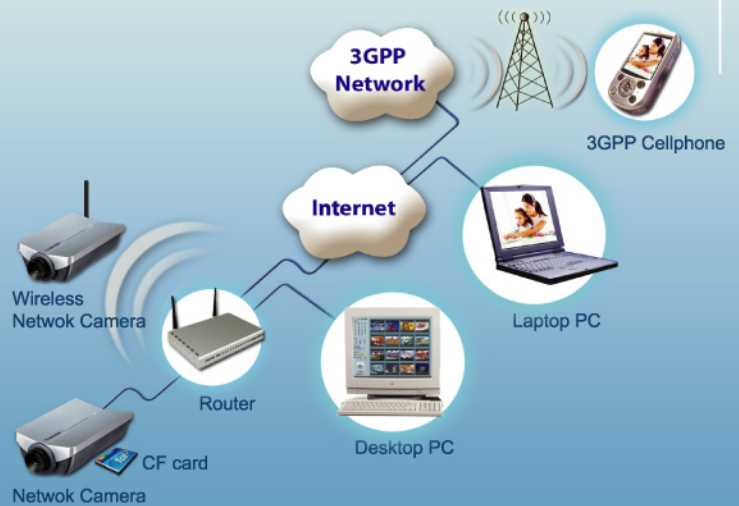 3GPP
Network
3GPP Cellphone
Internet
Wireless
Netwok Camera
Laptop PC
Router
Desktop PC
CF card
Netwok Camera